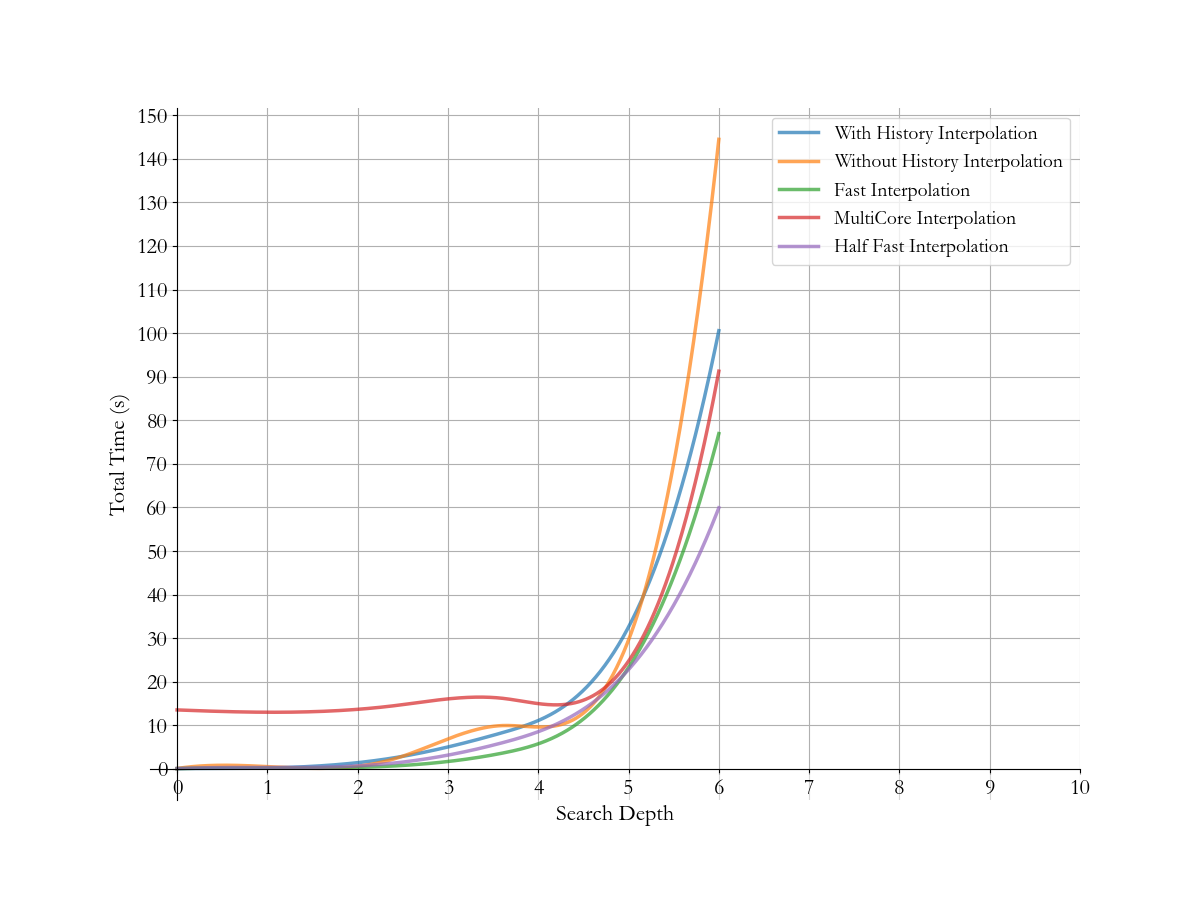 150
140
130
120
110
100
90
80
70
60
50
40
30
20
10
0
Total Time (s)
0 1 2 3 4 5 6 7 8 9 10
Search Depth
With History Interpolation
Without History Interpolation
Fast Interpolation
MultiCore Interpolation
Half Fast Interpolation